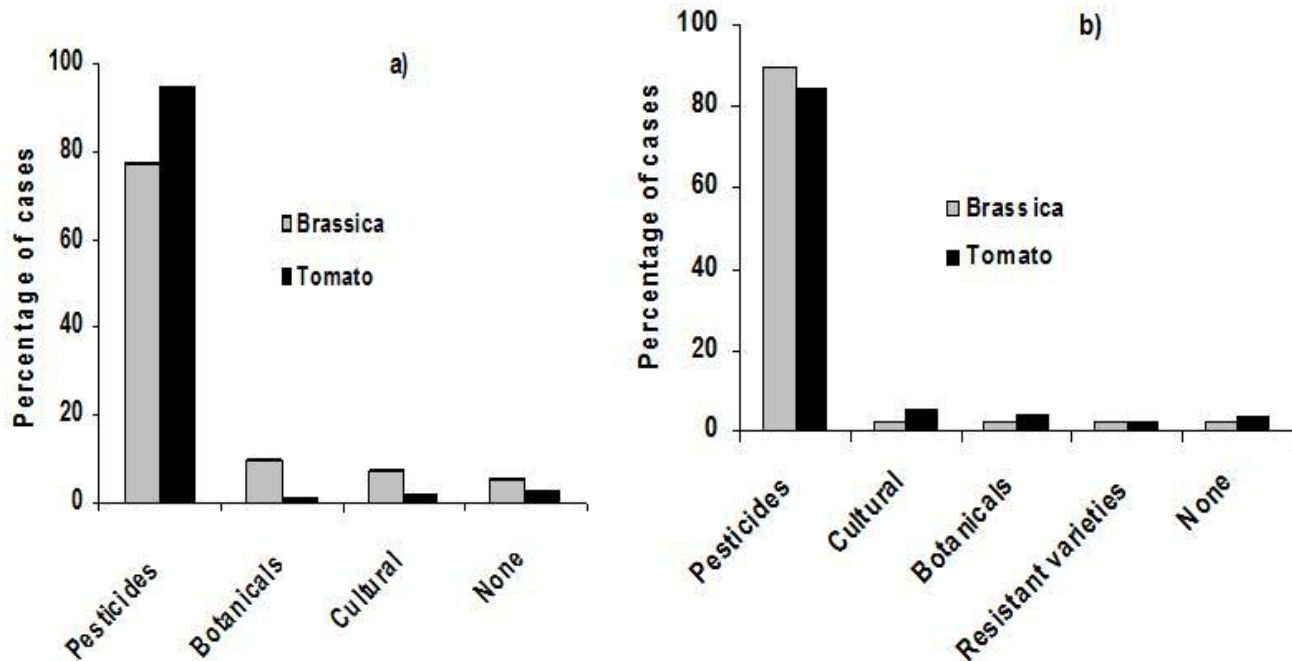 a)
Percentage of cases
100
80
60
40
20
0
Brassica
Tomato
Pesticides
Botanicals
Cultural
None
b)
Percentage of cases
100
80
60
40
20
0
Brassica
Tomato
Pesticides
Cultural
Botanicals
Resistant varieties
None